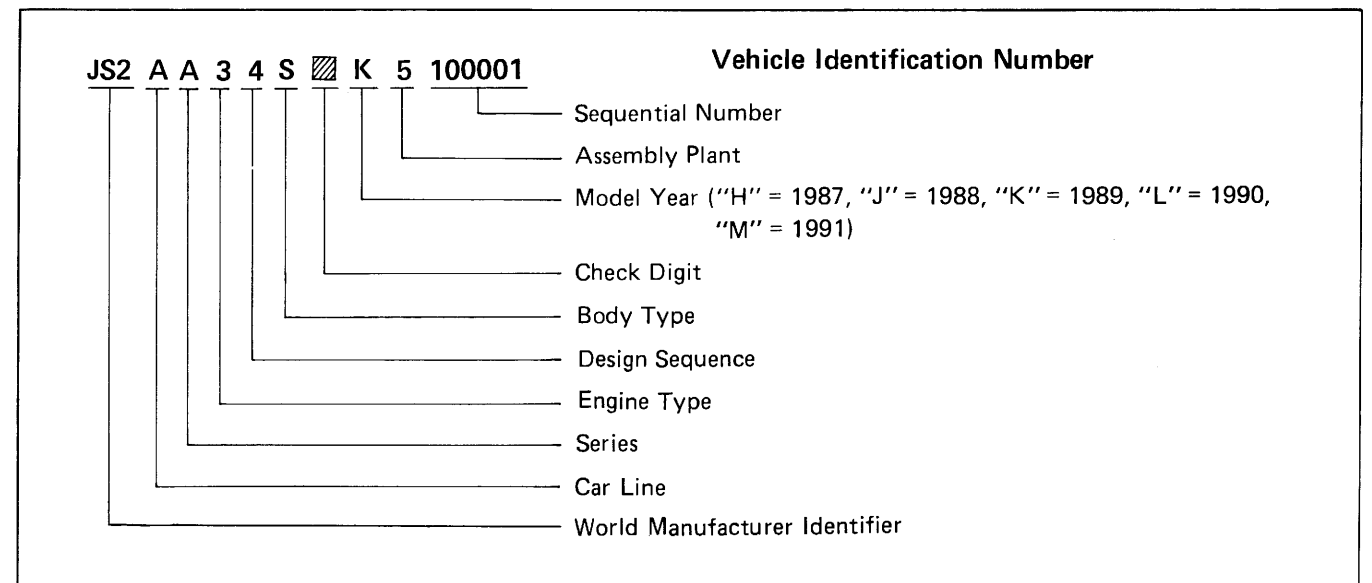 Vehicle Identification Number
JS2 A A 3 4 S K 5 100001
Sequential Number
Assembly Plant
Model Year ("H" = 1987, "J" = 1988, "K" = 1989, "L" = 1990,
"M" = 1991)
Check Digit
Body Type
Design Sequence
Engine Type
Series
Car Line
World Manufacturer Identifier